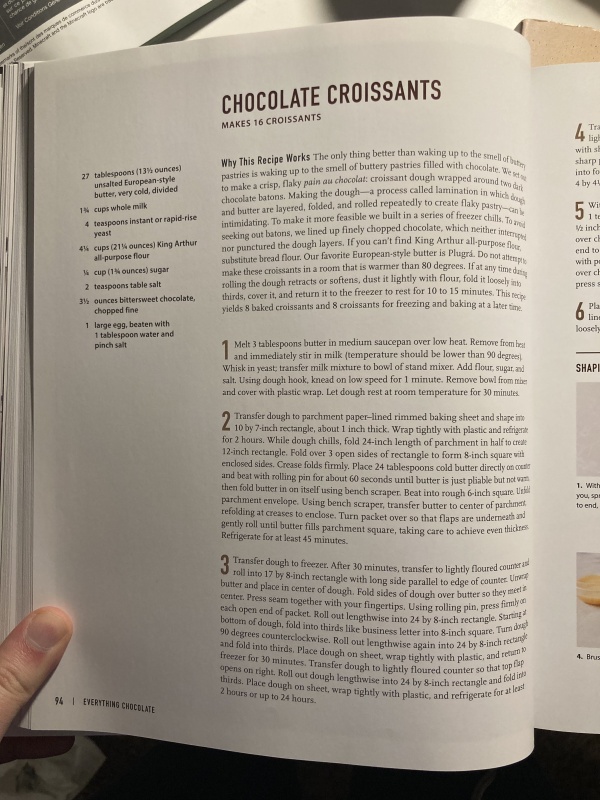 CHOCOLATE CROISSANTS
MAKES 16 CROISSANTS
27 tablespoons (13½ ounces)
unsalted European-style
butter, very cold, divided
1¾ cups whole milk
4 teaspoons instant or rapid-rise
yeast
4¼ cups (21¼ ounces) King Arthur
all-purpose flour
¼ cup (1¾ ounces) sugar
2 teaspoons table salt
3½ ounces bittersweet chocolate,
chopped fine
1 large egg, beaten with
1 tablespoon water and
pinch salt
Why This Recipe Works The only thing better than waking up to the smell of buttery
pastries is waking up to the smell of buttery pastries filled with chocolate. We set out
to make a crisp, flaky pain au chocolat: croissant dough wrapped around two dark
chocolate batons. Making the dough—a process called lamination in which dough
and butter are layered, folded, and rolled repeatedly to create flaky pastry—can be
intimidating. To make it more feasible we built in a series of freezer chills. To avoid
seeking out batons, we lined up finely chopped chocolate, which neither interrupted
nor punctured the dough layers. If you can't find King Arthur all-purpose flour,
substitute bread flour. Our favorite European-style butter is Plugrá. Do not attempt to
make these croissants in a room that is warmer than 80 degrees. If at any time during
rolling the dough retracts or softens, dust it lightly with flour, fold it loosely into
thirds, cover it, and return it to the freezer to rest for 10 to 15 minutes. This recipe
yields 8 baked croissants and 8 croissants for freezing and baking at a later time.
1 Melt 3 tablespoons butter in medium saucepan over low heat. Remove from heat
and immediately stir in milk (temperature should be lower than 90 degrees).
Whisk in yeast; transfer milk mixture to bowl of stand mixer. Add flour, sugar, and
salt. Using dough hook, knead on low speed for 1 minute. Remove bowl from mixer
and cover with plastic wrap. Let dough rest at room temperature for 30 minutes.
2 Transfer dough to parchment paper–lined rimmed baking sheet and shape into
10 by 7-inch rectangle, about 1 inch thick. Wrap tightly with plastic and refrigerate
for 2 hours. While dough chills, fold 24-inch length of parchment in half to create
12-inch rectangle. Fold over 3 open sides of rectangle to form 8-inch square with
enclosed sides. Crease folds firmly. Place 24 tablespoons cold butter directly on counter
and beat with rolling pin for about 60 seconds until butter is just pliable but not warm,
then fold butter in on itself using bench scraper. Beat into rough 6-inch square. Unfold
parchment envelope. Using bench scraper, transfer butter to center of parchment,
refolding at creases to enclose. Turn packet over so that flaps are underneath and
gently roll until butter fills parchment square, taking care to achieve even thickness.
Refrigerate for at least 45 minutes.
3 Transfer dough to freezer. After 30 minutes, transfer to lightly floured counter and
roll into 17 by 8-inch rectangle with long side parallel to edge of counter. Unwrap
butter and place in center of dough. Fold sides of dough over butter so they meet in
center. Press seam together with your fingertips. Using rolling pin, press firmly on
each open end of packet. Roll out lengthwise into 24 by 8-inch rectangle. Starting at
bottom of dough, fold into thirds like business letter into 8-inch square. Turn dough
90 degrees counterclockwise. Roll out lengthwise again into 24 by 8-inch rectangle
and fold into thirds. Place dough on sheet, wrap tightly with plastic, and return to
freezer for 30 minutes. Transfer dough to lightly floured counter so that top flap
opens on right. Roll out dough lengthwise into 24 by 8-inch rectangle and fold into
thirds. Place dough on sheet, wrap tightly with plastic, and refrigerate for at least
2 hours or up to 24 hours.
94 | EVERYTHING CHOCOLATE
4
with
sharp
into
4 by
5
1
½ inch
over
end to
with
over
press
6
loosely
SHAPI
1. With
you,
to end,
4. Brus